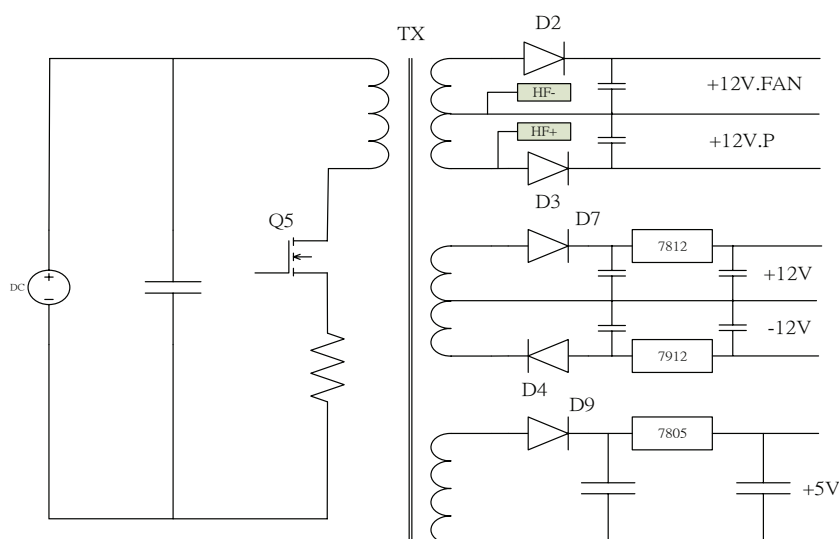 D2
TX
HF-
+12V.FAN
HF+
+12V.P
D3
D7
Q5
7812
+12V
DC
-12V
7912
D4
D9
7805
+5V